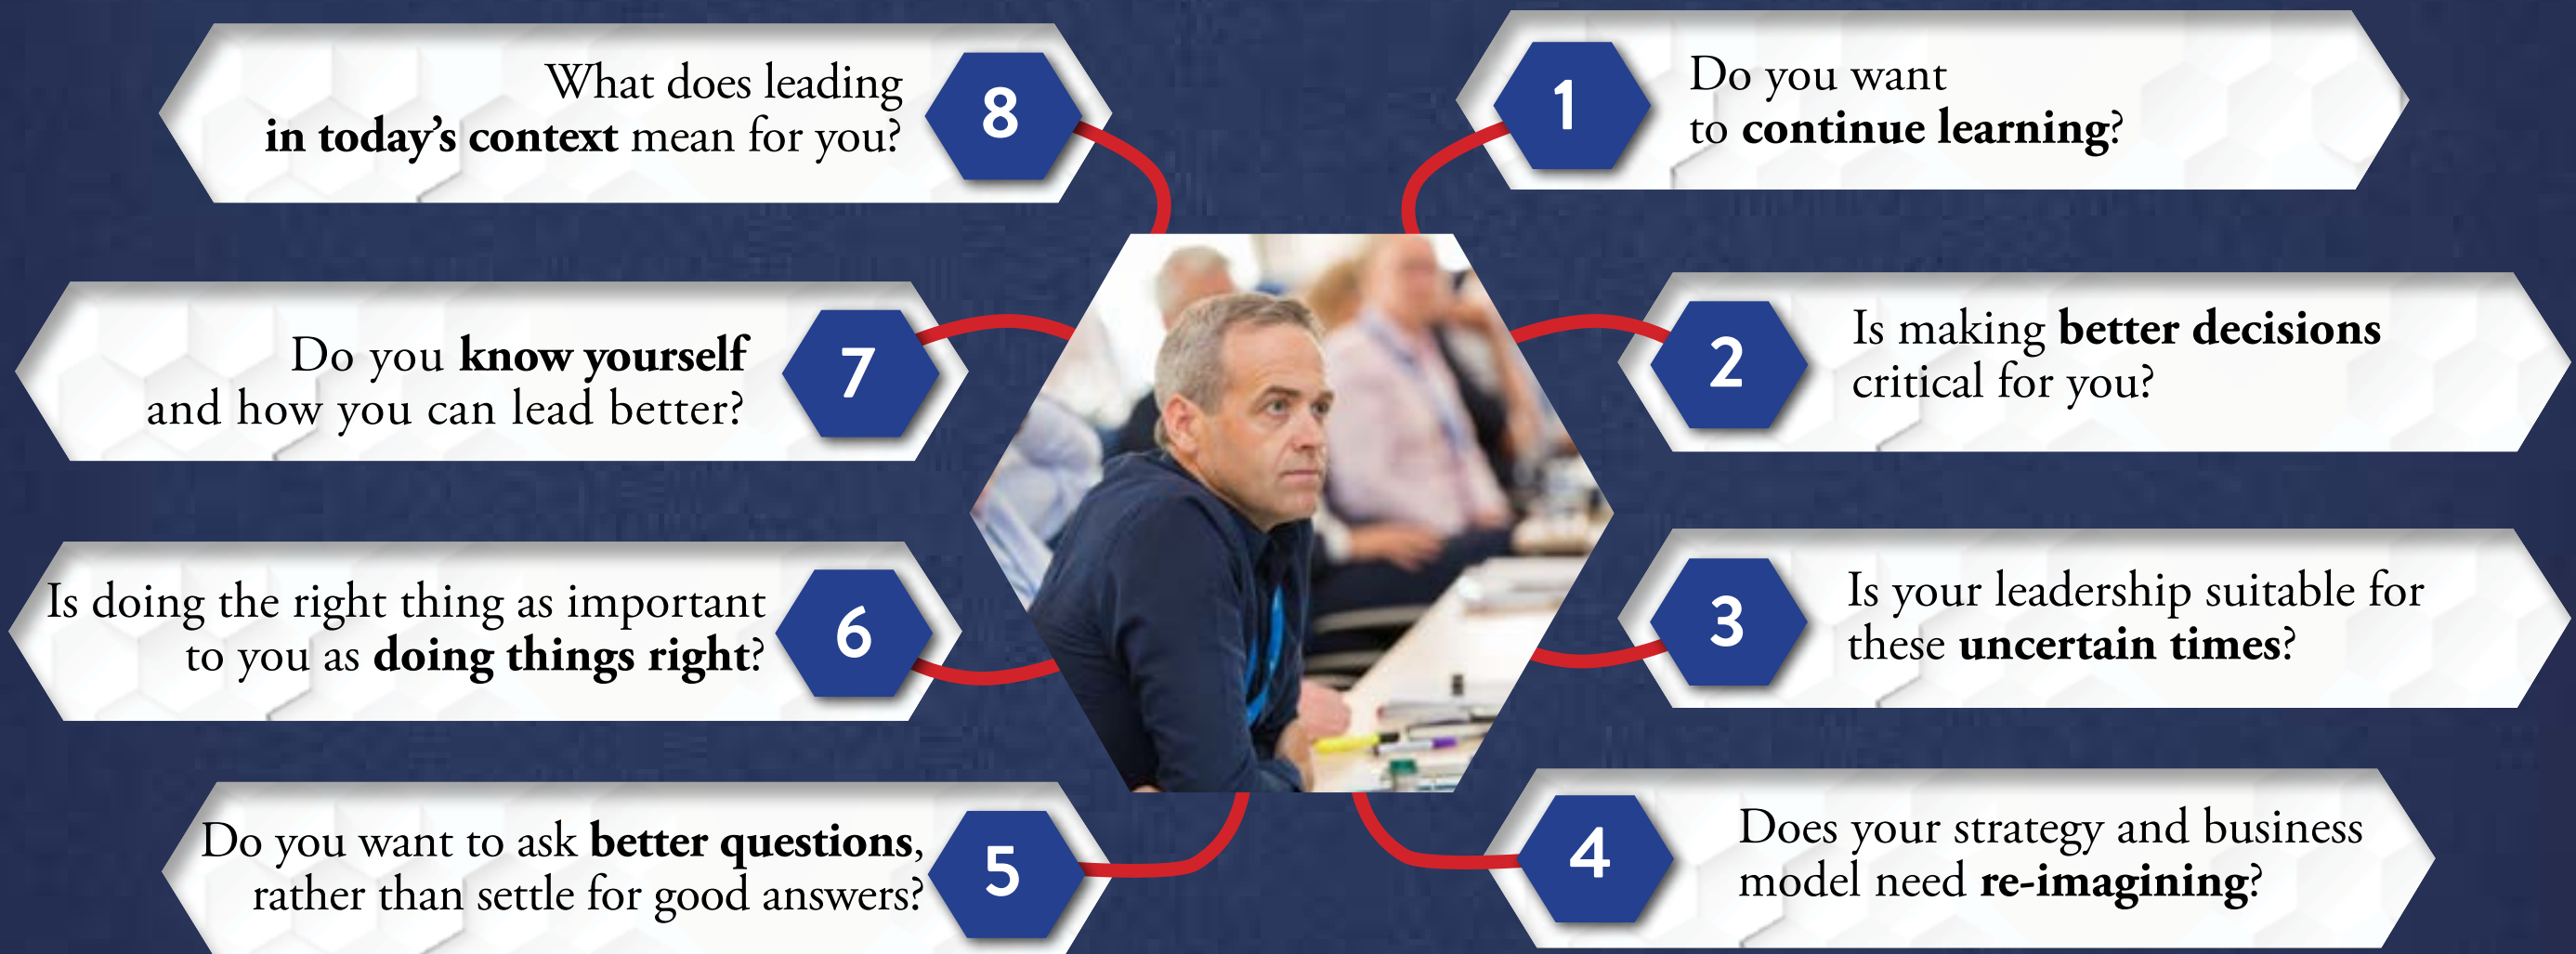 1
Do you want
to continue learning?
2
Is making better decisions
critical for you?
3
Is your leadership suitable for
these uncertain times?
4
Does your strategy and business
model need re-imagining?
5
Do you want to ask better questions,
rather than settle for good answers?
6
Is doing the right thing as important
to you as doing things right?
7
Do you know yourself
and how you can lead better?
8
What does leading
in today’s context mean for you?